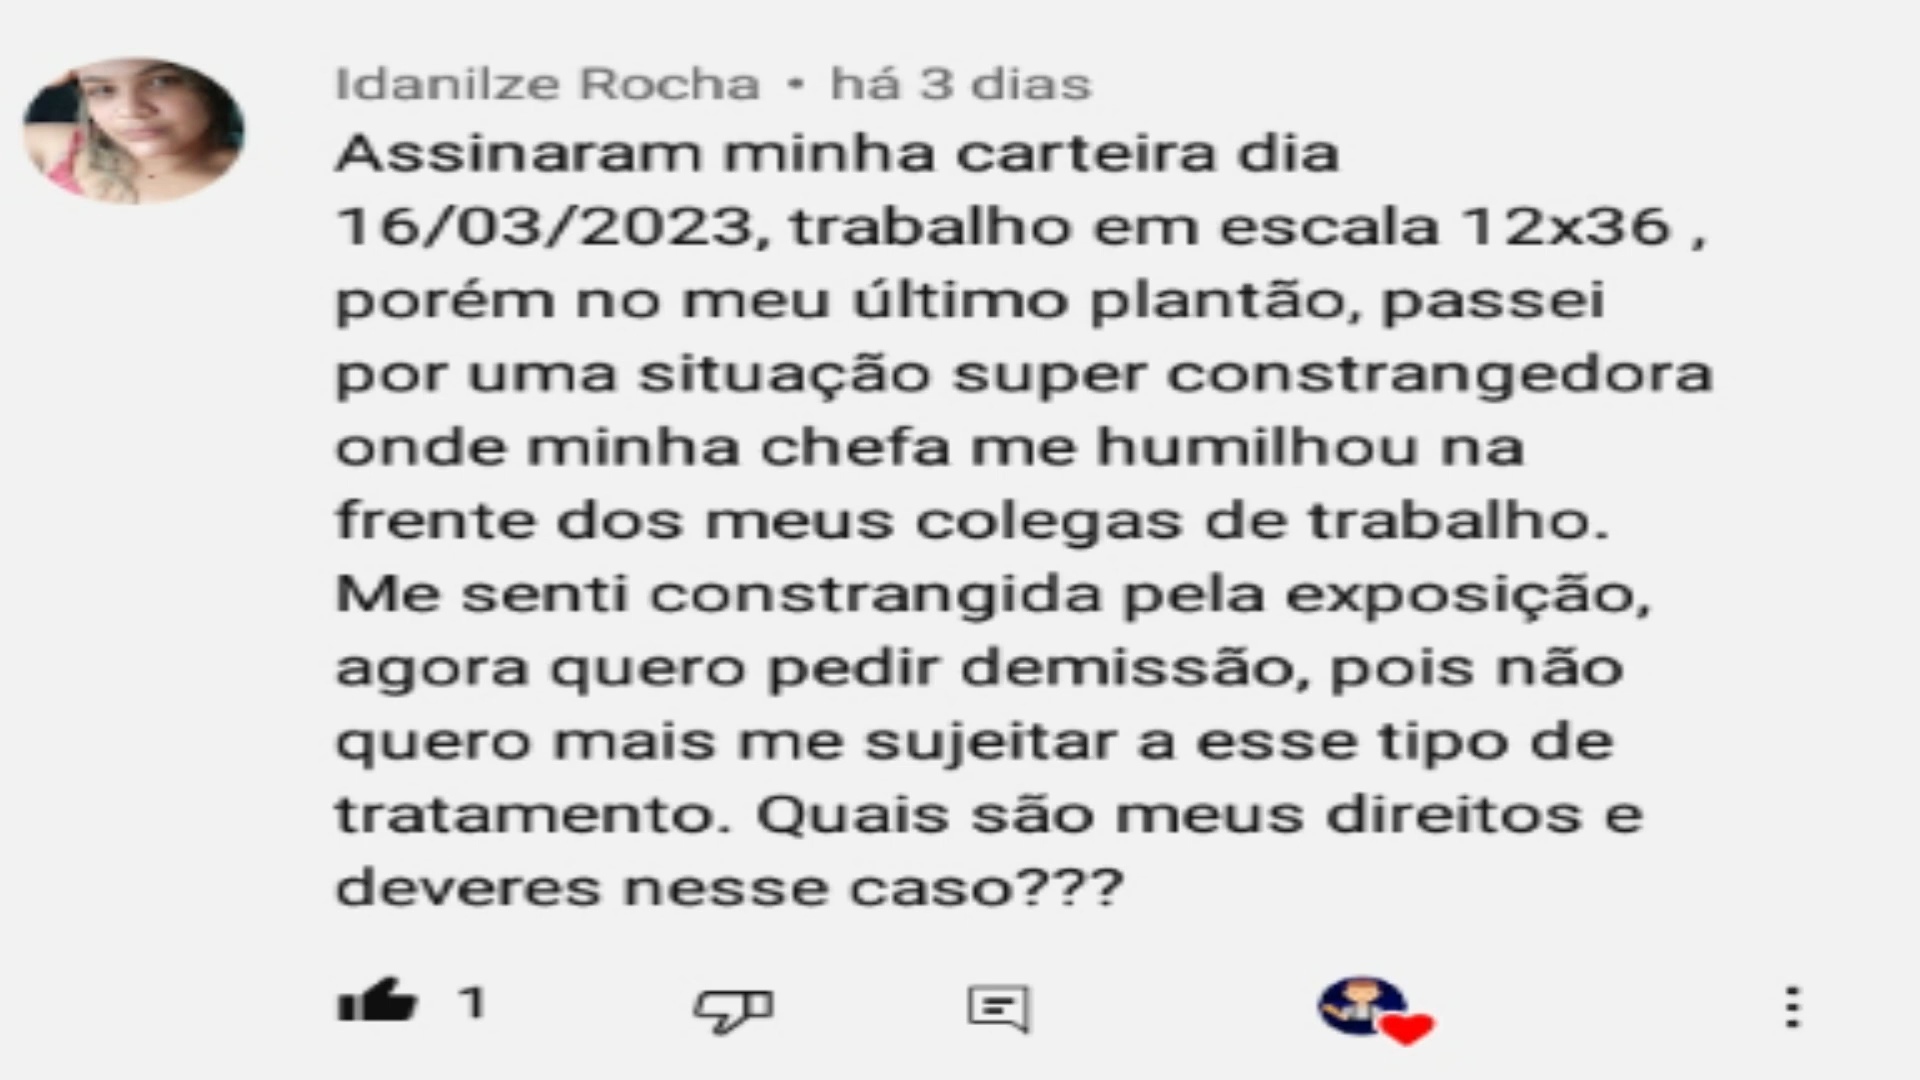 Idanilze Rocha • há 3 dias
Assinaram minha carteira dia
16/03/2023, trabalho em escala 12x36 ,
porém no meu último plantão, passei
por uma situação super constrangedora
onde minha chefa me humilhou na
frente dos meus colegas de trabalho.
Me senti constrangida pela exposição,
agora quero pedir demissão, pois não
quero mais me sujeitar a esse tipo de
tratamento. Quais são meus direitos e
deveres nesse caso???
1